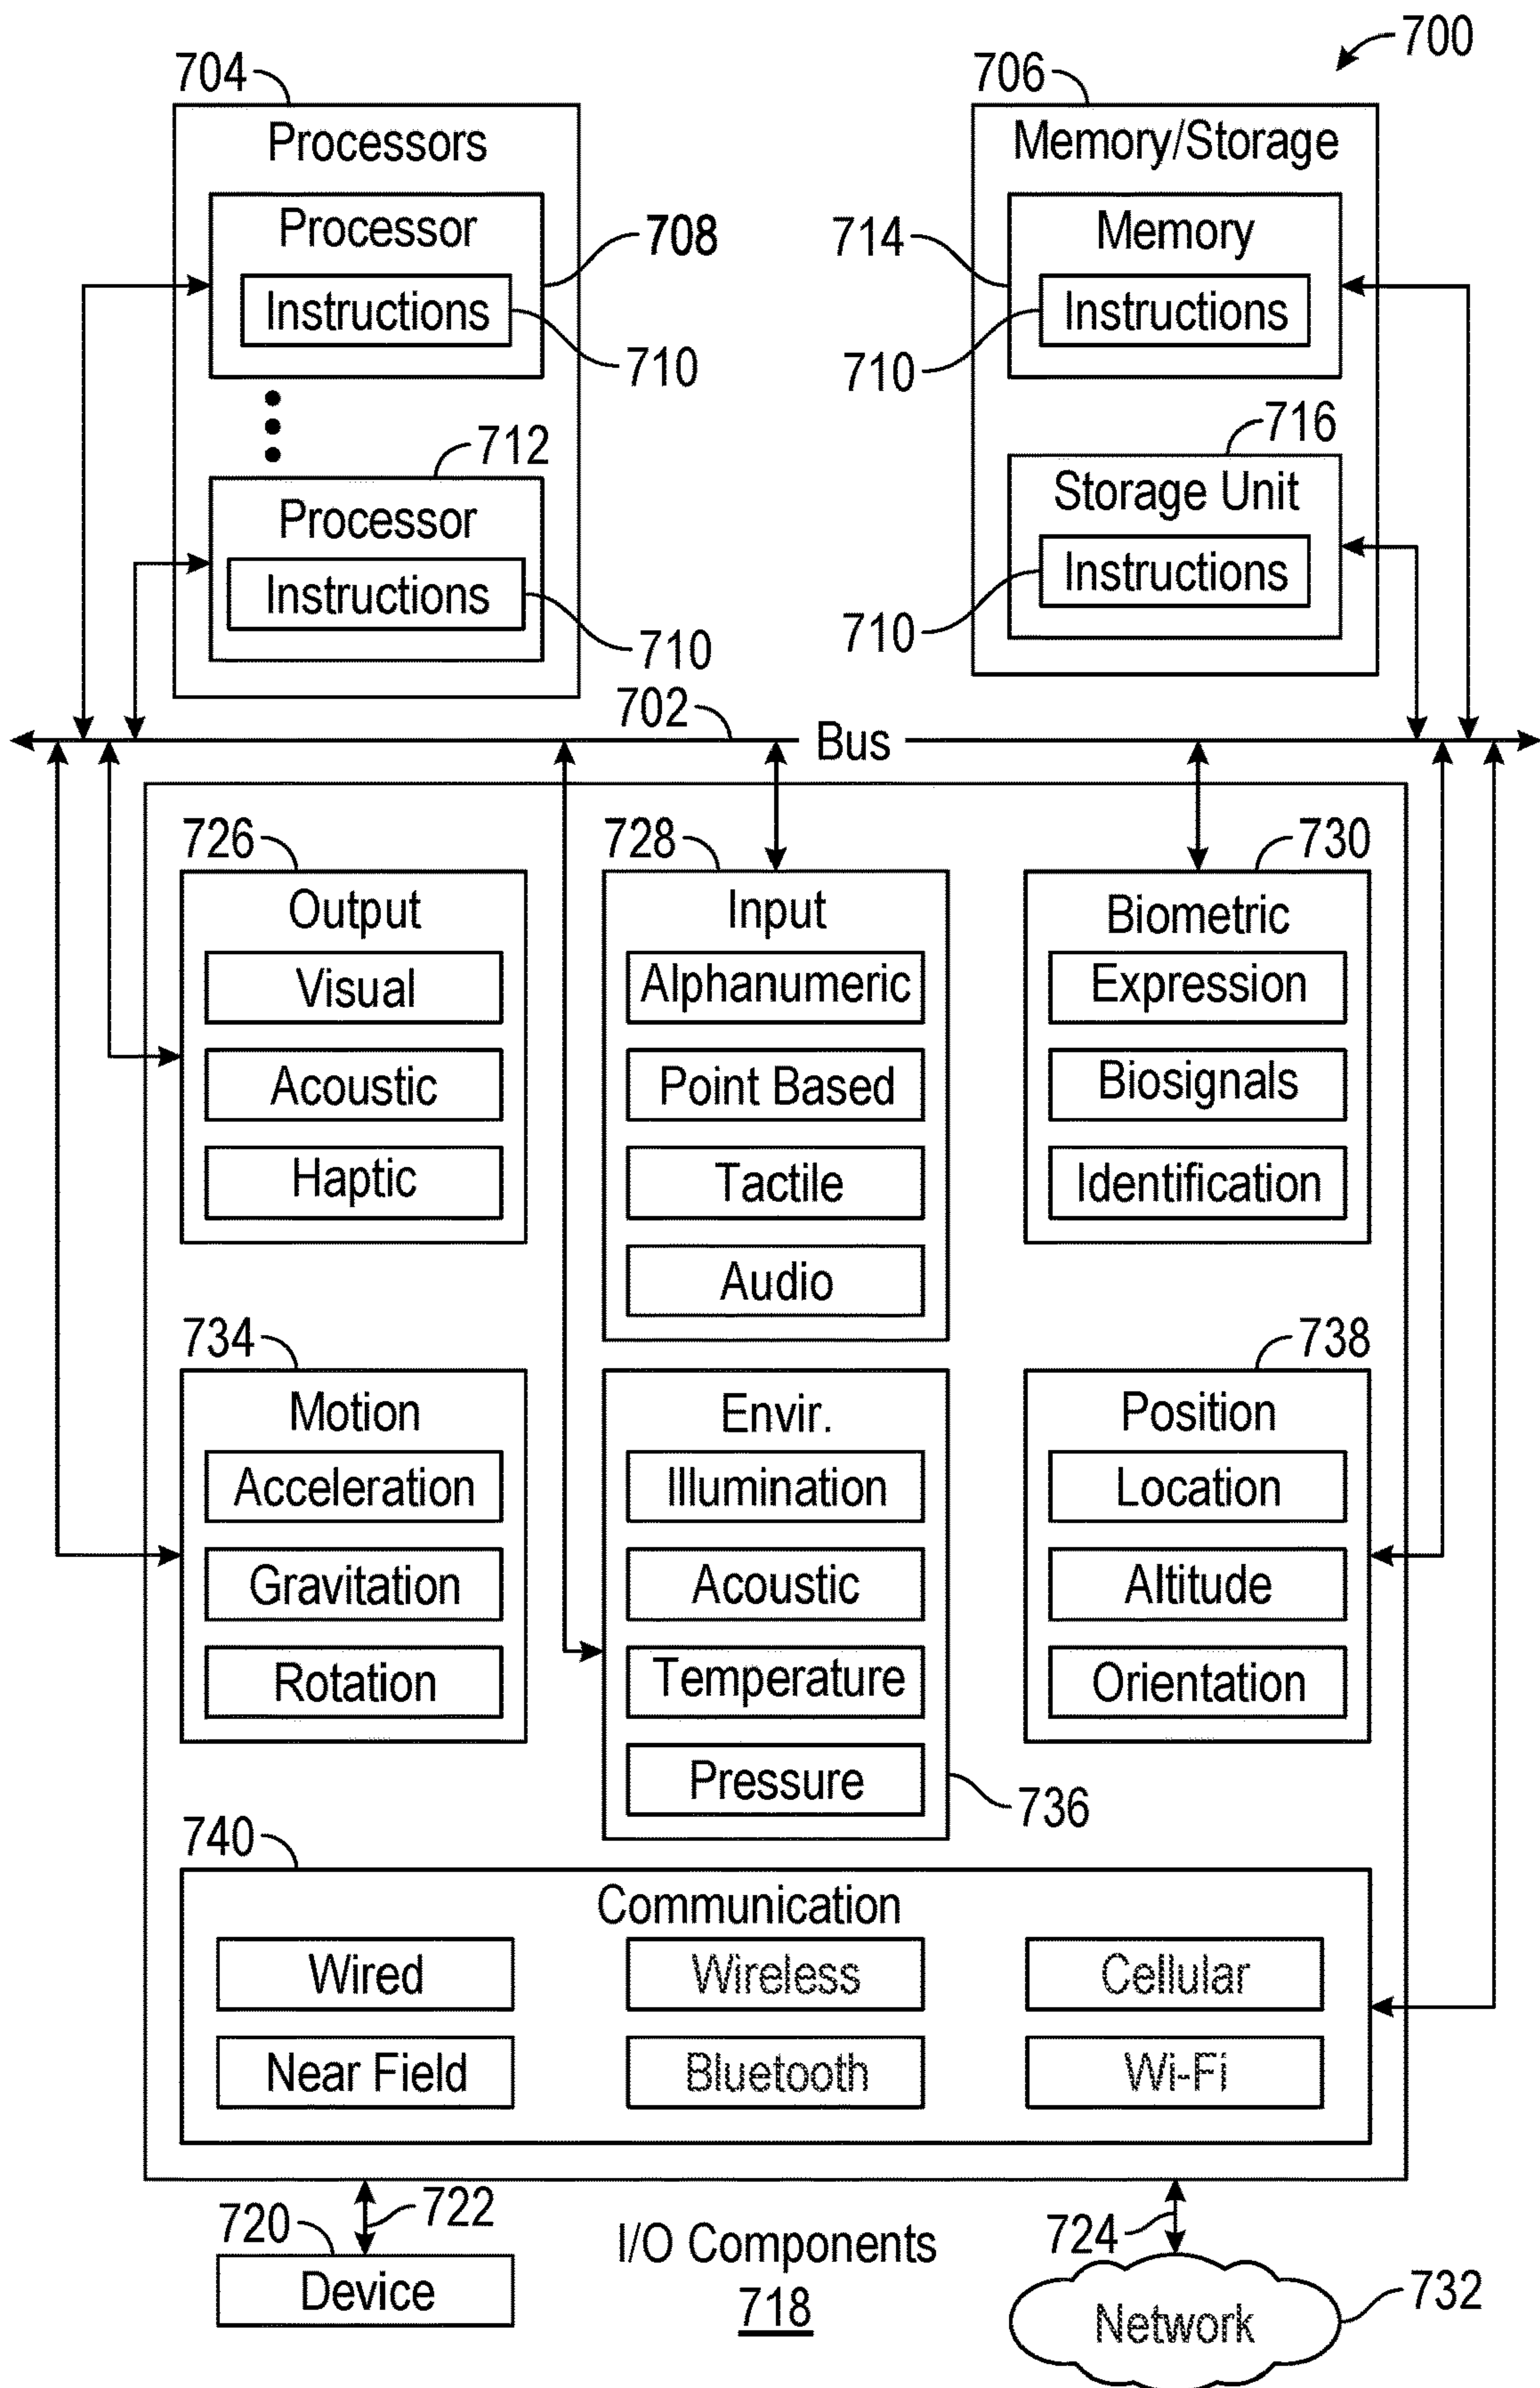 700
704
706
Processors
Memory/Storage
Processor
708
714
Memory
Instructions
Instructions
710
710
712
716
Processor
Storage Unit
Instructions
Instructions
710
710
702
Bus
726
728
730
Output
Input
Biometric
Visual
Alphanumeric
Expression
Acoustic
Point Based
Biosignals
Haptic
Tactile
Identification
Audio
734
738
Motion
Envir.
Position
Acceleration
Illumination
Location
Gravitation
Acoustic
Altitude
Rotation
Temperature
Orientation
Pressure
736
740
Communication
Wired
Wireless
Cellular
Near Field
Bluetooth
Wi-Fi
720
722
I/O Components
724
Device
718
Network
732